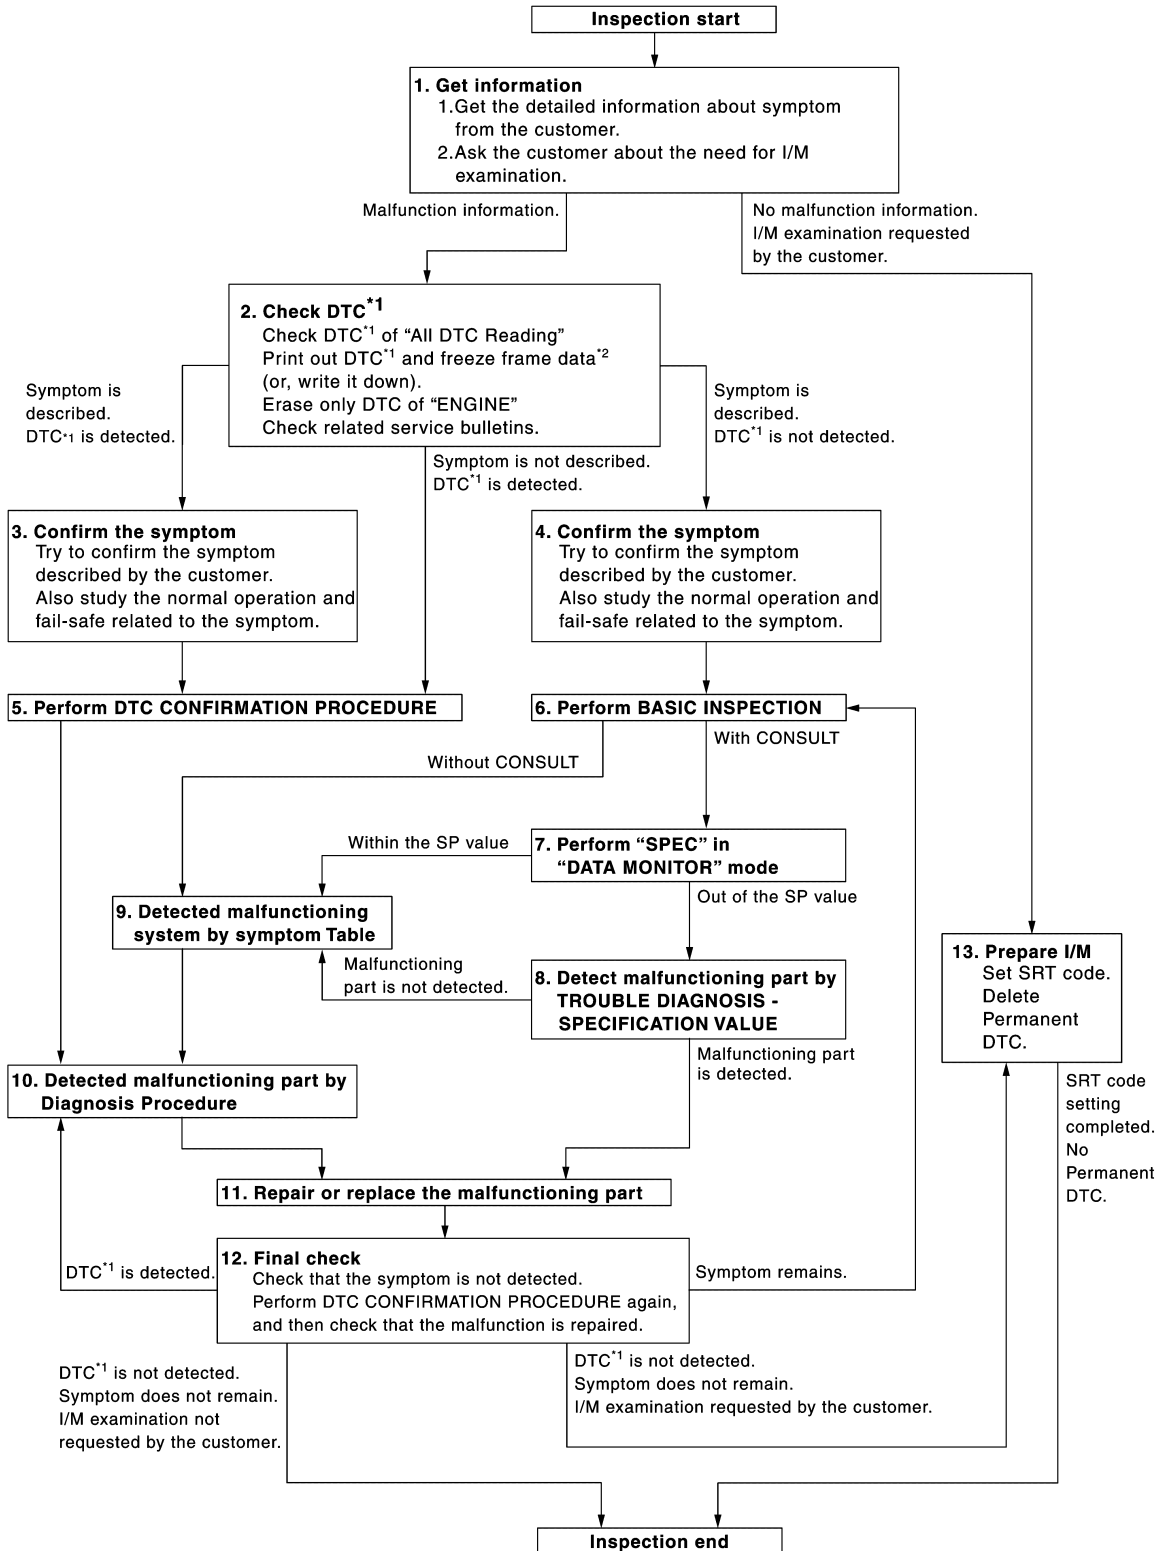 Inspection start
1. Get information
1.Get the detailed information about symptom
from the customer.
2.Ask the customer about the need for I/M
examination.
Malfunction information.
No malfunction information.
I/M examination requested
by the customer.
2. Check DTC*1
Check DTC*1 of “All DTC Reading”
Print out DTC*1 and freeze frame data*2
(or, write it down).
Erase only DTC of “ENGINE”
Check related service bulletins.
Symptom is
described.
DTC*1 is detected.
Symptom is
described.
DTC*1 is not detected.
Symptom is not described.
DTC*1 is detected.
3. Confirm the symptom
Try to confirm the symptom
described by the customer.
Also study the normal operation and
fail-safe related to the symptom.
4. Confirm the symptom
Try to confirm the symptom
described by the customer.
Also study the normal operation and
fail-safe related to the symptom.
5. Perform DTC CONFIRMATION PROCEDURE
6. Perform BASIC INSPECTION
With CONSULT
Without CONSULT
Within the SP value
7. Perform “SPEC” in
“DATA MONITOR” mode
Out of the SP value
9. Detected malfunctioning
system by symptom Table
Malfunctioning
part is not detected.
8. Detect malfunctioning part by
TROUBLE DIAGNOSIS -
SPECIFICATION VALUE
13. Prepare I/M
Set SRT code.
Delete
Permanent
DTC.
Malfunctioning part
is detected.
10. Detected malfunctioning part by
Diagnosis Procedure
SRT code
setting
completed.
No
Permanent
DTC.
11. Repair or replace the malfunctioning part
12. Final check
Check that the symptom is not detected.
Perform DTC CONFIRMATION PROCEDURE again,
and then check that the malfunction is repaired.
DTC*1 is detected.
Symptom remains.
DTC*1 is not detected.
Symptom does not remain.
I/M examination not
requested by the customer.
DTC*1 is not detected.
Symptom does not remain.
I/M examination requested by the customer.
Inspection end